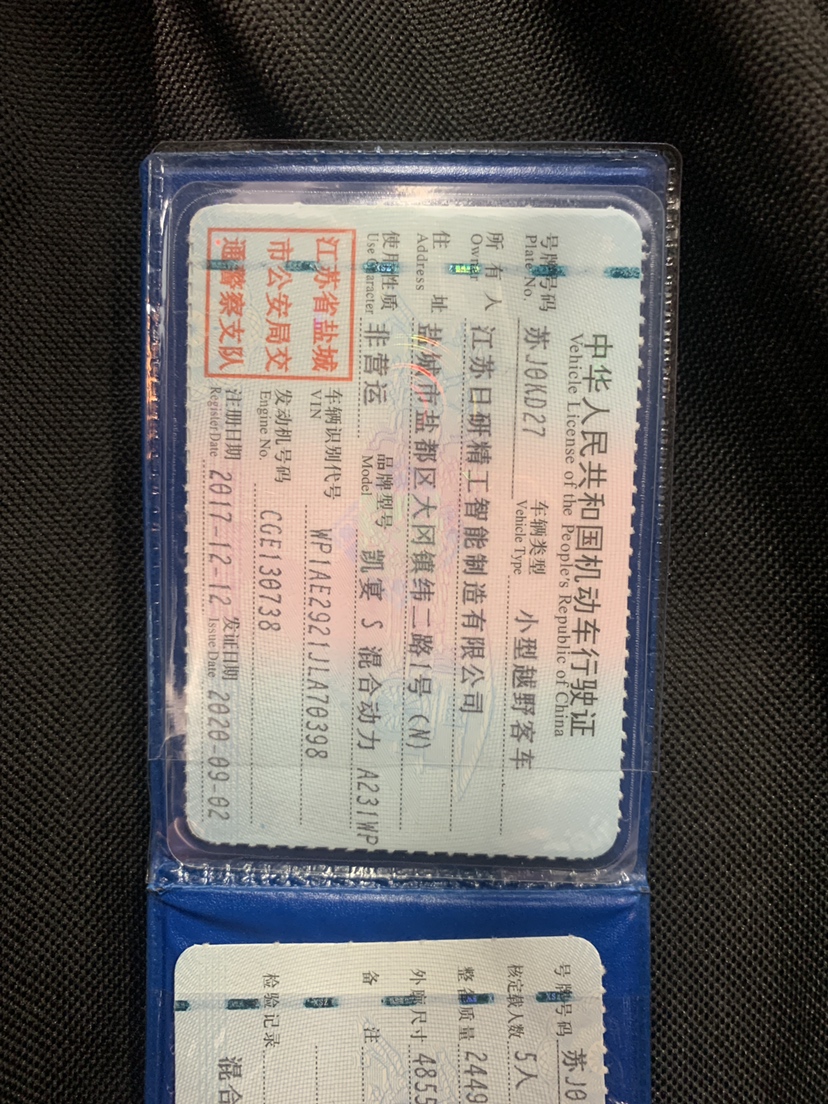 中华人民共和国机动车行驶证
Vehicle License of the People's Republic of China
号牌号码 苏J0KD27 车辆类型 小型越野客车
Plate No. Vehicle Type
所有人 江苏日研精工智能制造有限公司
Owner
住址 盐城市盐都区大冈镇纬二路1号(N)
Address
使用性质 非营运 品牌型号 凯宴 S 混合动力 A231WP
Use Character Model
江苏省盐城
市公安局交
通警察支队
车辆识别代号 WP1AE2921JLA70398
VIN
发动机号码 CGE130738
Engine No.
注册日期 2017-12-12 发证日期 2020-09-02
Register Date Issue Date
号牌号码 苏J0
核定载人数 5人
整备质量 2449
外廓尺寸 4855
备注
检验记录
混合